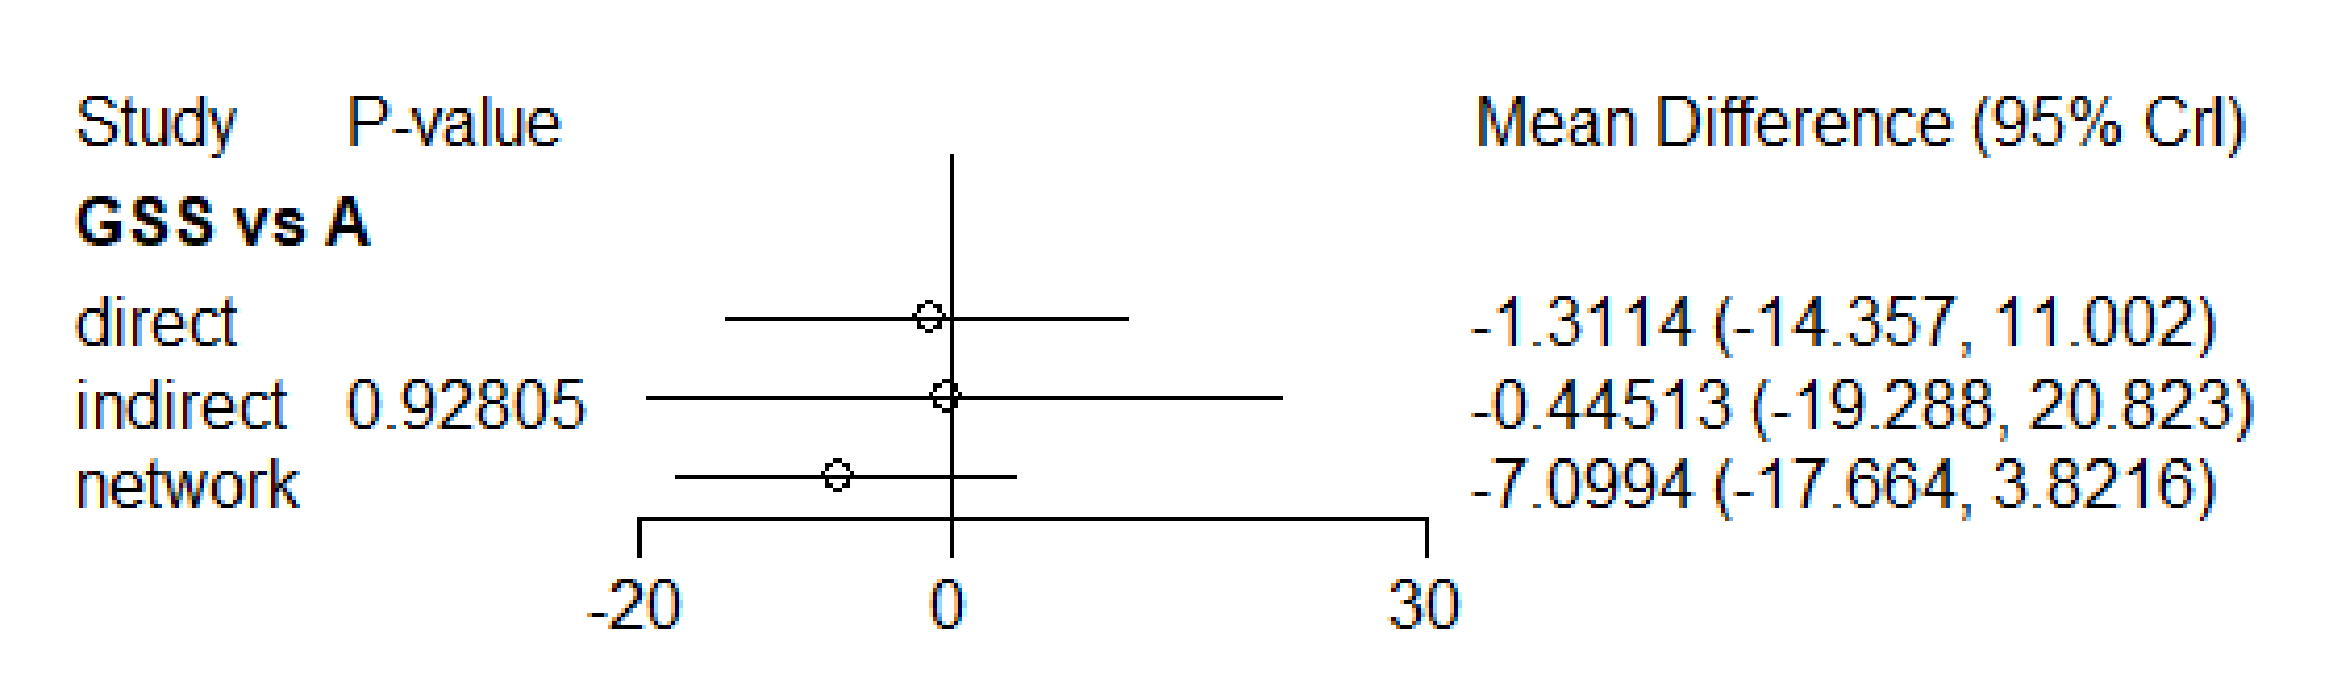 Study P-value Mean Difference (95% CrI)
GSS vs A
direct -1.3114 (-14.357, 11.002)
indirect 0.92805 -0.44513 (-19.288, 20.823)
network -7.0994 (-17.664, 3.8216)
-20 0 30